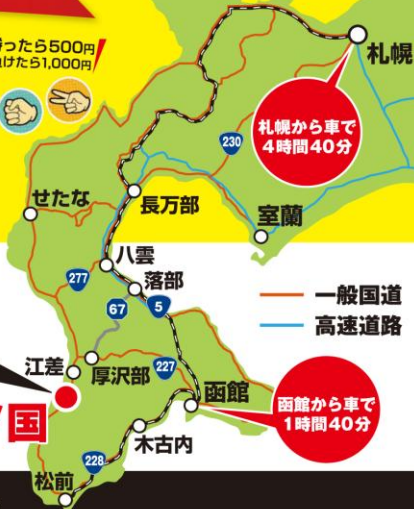 ったら500円
けたら1,000円
札幌
札幌から車で
4時間40分
230
せたな
長万部
室蘭
八雲
277
落部
67
5
一般国道
高速道路
江差
厚沢部
227
函館
国
函館から車で
1時間40分
木古内
228
松前